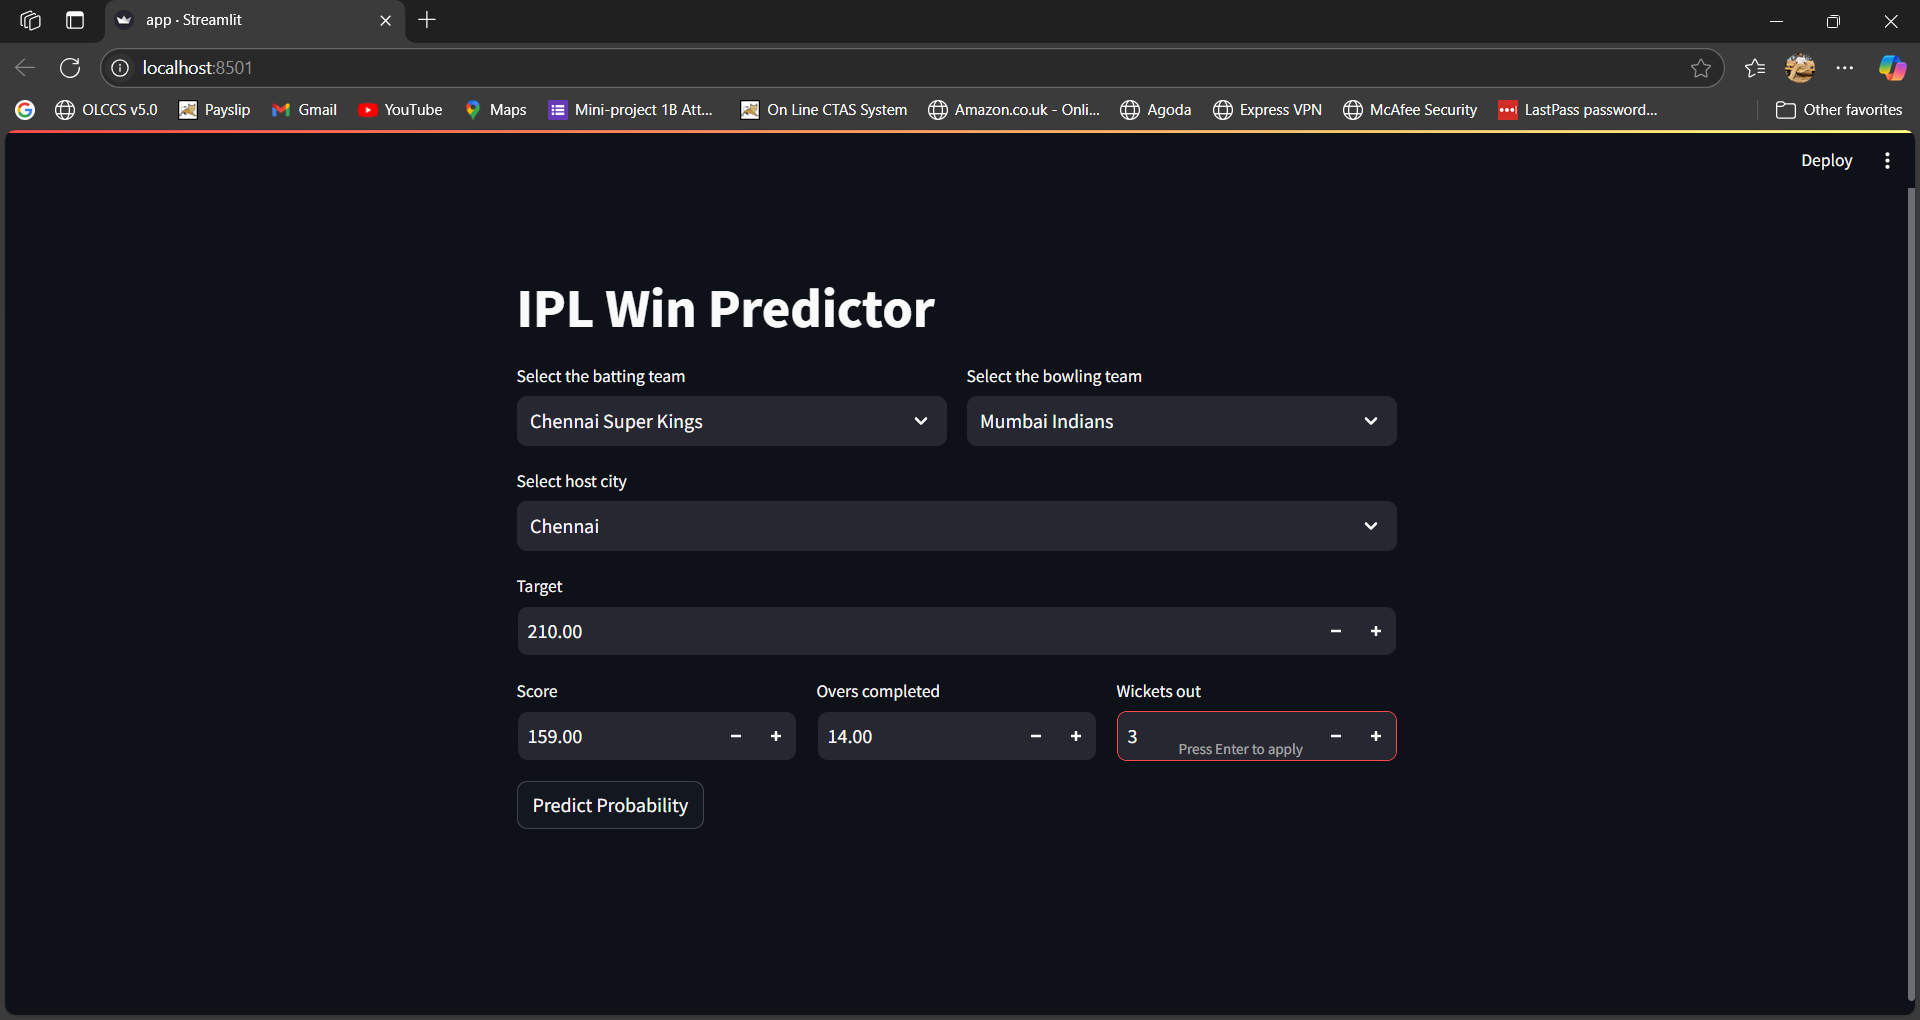 app · Streamlit
localhost:8501
OLCCS v5.0 Payslip Gmail YouTube Maps Mini-project 1B Att... On Line CTAS System Amazon.co.uk - Onli... Agoda Express VPN McAfee Security LastPass password... Other favorites
Deploy
IPL Win Predictor
Select the batting team Select the bowling team
Chennai Super Kings Mumbai Indians
Select host city
Chennai
Target
210.00
Score Overs completed Wickets out
159.00 14.00 3 Press Enter to apply
Predict Probability